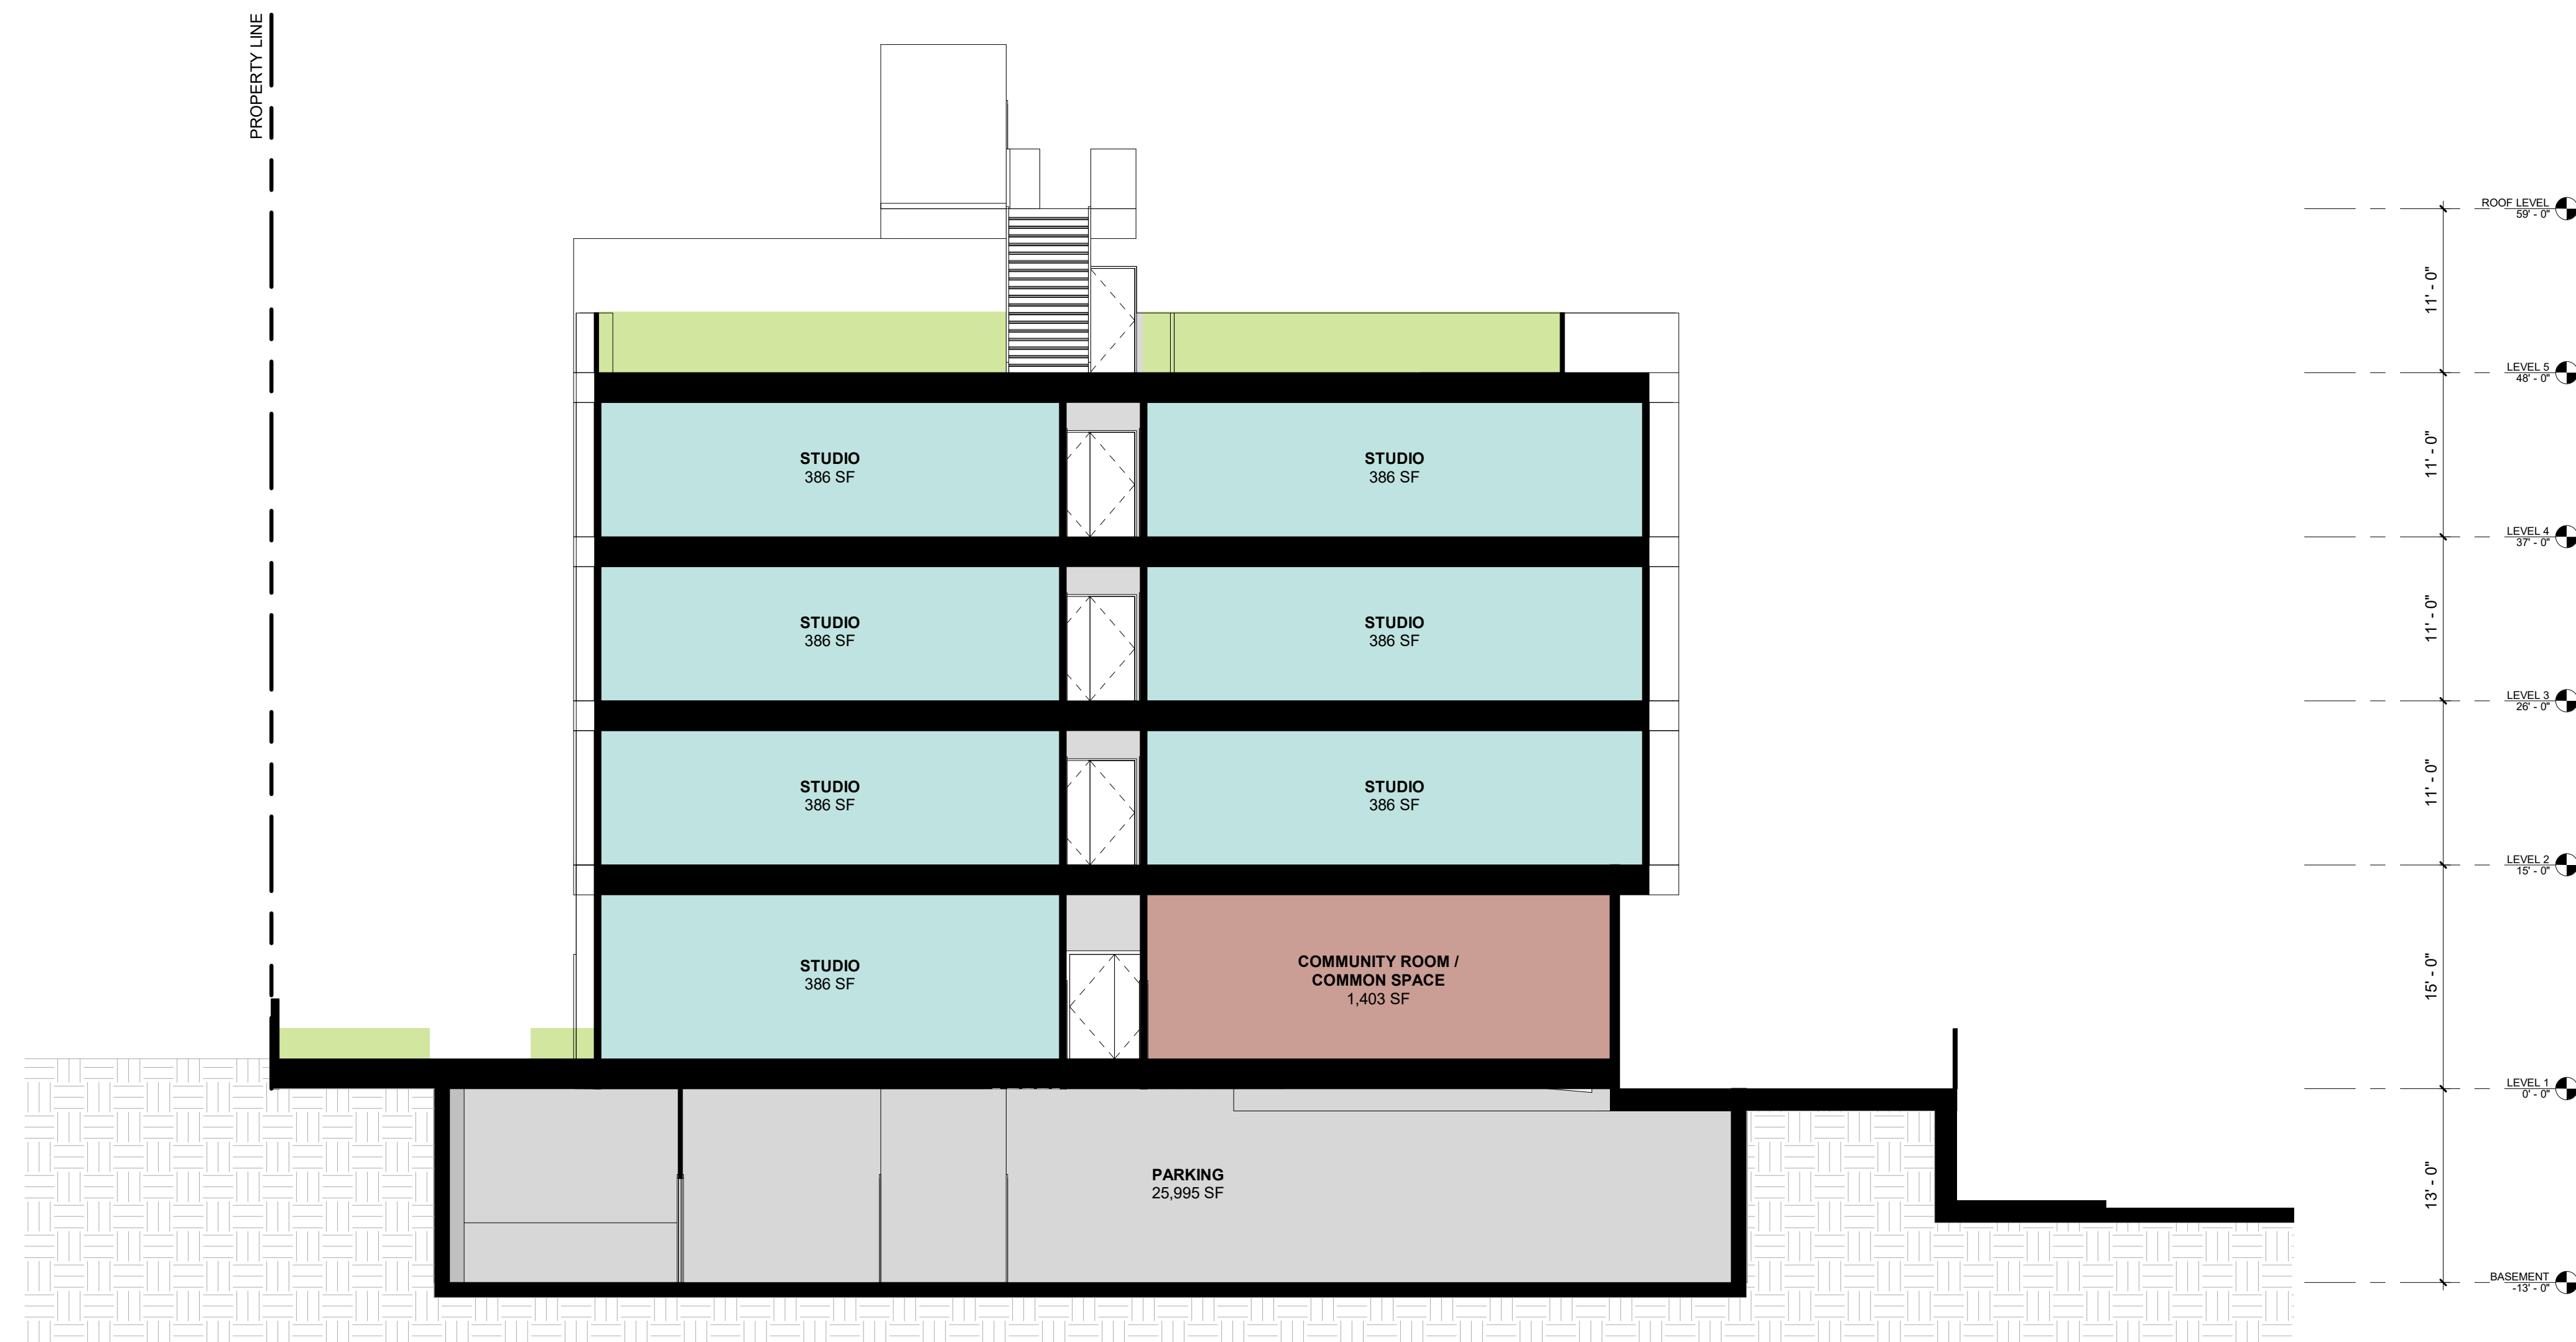 PROPERTY LINE
ROOF LEVEL
59' - 0"
11' - 0"
LEVEL 5
48' - 0"
STUDIO
386 SF
STUDIO
386 SF
11' - 0"
LEVEL 4
37' - 0"
STUDIO
386 SF
STUDIO
386 SF
11' - 0"
LEVEL 3
26' - 0"
STUDIO
386 SF
STUDIO
386 SF
11' - 0"
LEVEL 2
15' - 0"
STUDIO
386 SF
COMMUNITY ROOM /
COMMON SPACE
1,403 SF
15' - 0"
LEVEL 1
0' - 0"
PARKING
25,995 SF
13' - 0"
BASEMENT
-13' - 0"